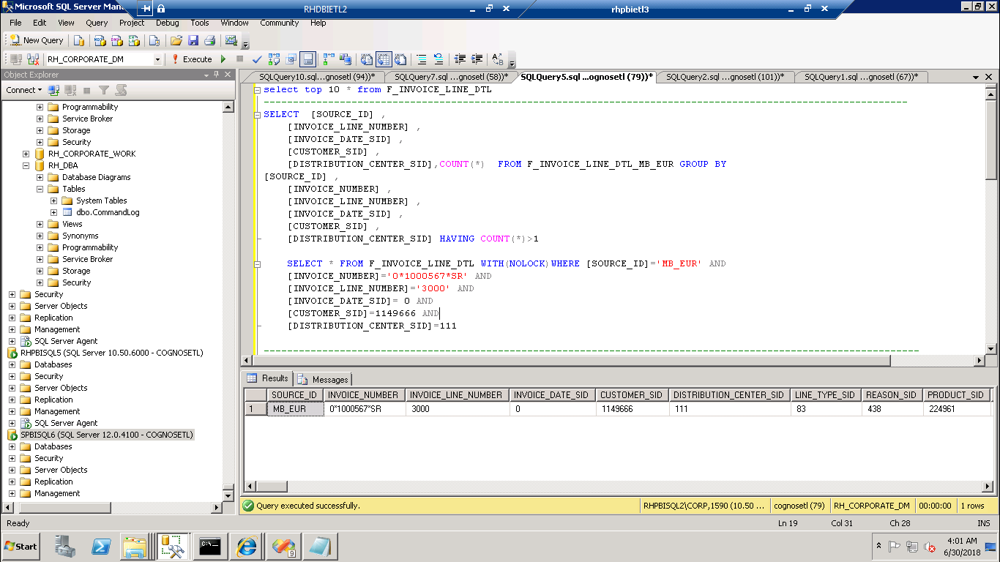 Microsoft SQL Server Man
RHDBIETL2
rhpbietl3
File Edit View Query Project Debug Tools Window Community Help
New Query
RH_CORPORATE_DM
Execute
Object Explorer
Connect
Programmability
Service Broker
Storage
Security
RH_CORPORATE_WORK
RH_DBA
Database Diagrams
Tables
System Tables
dbo.CommandLog
Views
Synonyms
Programmability
Service Broker
Storage
Security
Security
Server Objects
Replication
Management
SQL Server Agent
RHPBISQL5 (SQL Server 10.50.6000 - COGNOSETL)
Databases
Security
Server Objects
Replication
Management
SQL Server Agent
SPBISQL6 (SQL Server 12.0.4100 - COGNOSETL)
Databases
Security
Server Objects
Replication
Management
SQLQuery10.sql...gnosetl (94))* SQLQuery7.sql ...gnosetl (58))* SQLQuery5.sql ...ognosetl (79))* SQLQuery2.sql ...gnosetl (101))* SQLQuery1.sql ...gnosetl (67))*
select top 10 * from F_INVOICE_LINE_DTL
SELECT [SOURCE_ID] ,
[INVOICE_LINE_NUMBER] ,
[INVOICE_DATE_SID] ,
[CUSTOMER_SID] ,
[DISTRIBUTION_CENTER_SID],COUNT(*) FROM F_INVOICE_LINE_DTL_MB_EUR GROUP BY
[SOURCE_ID] ,
[INVOICE_NUMBER] ,
[INVOICE_LINE_NUMBER] ,
[INVOICE_DATE_SID] ,
[CUSTOMER_SID] ,
[DISTRIBUTION_CENTER_SID] HAVING COUNT(*)>1
SELECT * FROM F_INVOICE_LINE_DTL WITH(NOLOCK)WHERE [SOURCE_ID]='MB_EUR' AND
[INVOICE_NUMBER]='0*1000567*SR' AND
[INVOICE_LINE_NUMBER]='3000' AND
[INVOICE_DATE_SID]= 0 AND
[CUSTOMER_SID]=1149666 AND
[DISTRIBUTION_CENTER_SID]=111
Results Messages
SOURCE_ID INVOICE_NUMBER INVOICE_LINE_NUMBER INVOICE_DATE_SID CUSTOMER_SID DISTRIBUTION_CENTER_SID LINE_TYPE_SID REASON_SID PRODUCT_SID
1 MB_EUR 0*1000567*SR 3000 0 1149666 111 83 438 224961
Query executed successfully. RHPBISQL2\CORP,1590 (10.50 ... cognosetl (79) RH_CORPORATE_DM 00:00:00 1 rows
Ready Ln 19 Col 31 Ch 28 INS
Start
9
4:01 AM
6/30/2018